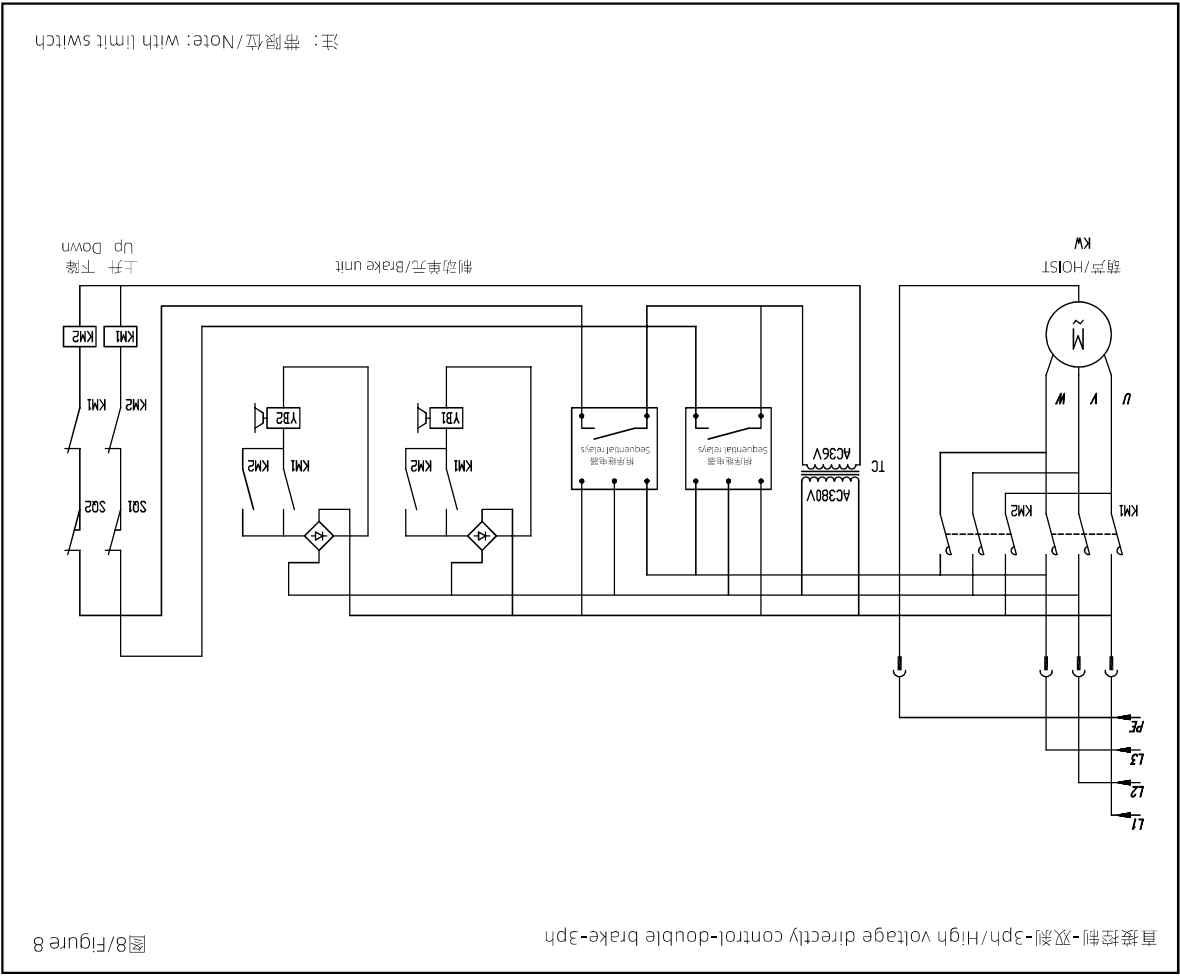 直接控制-双刹-3ph/High voltage directly control-double brake-3ph
图8/Figure 8
L1
L2
L3
PE
KM1 KM2
AC380V
TC
AC36V
相序继电器
Sequential relays
相序继电器
Sequential relays
KM1 KM2
KM1 KM2
SQ1 SQ2
U V W
YB1
YB2
KM2 KM1
M
~
KM1 KM2
葫芦/HOIST
KW
制动单元/Brake unit
上升 下降
Up Down
注：带限位/Note: with limit switch